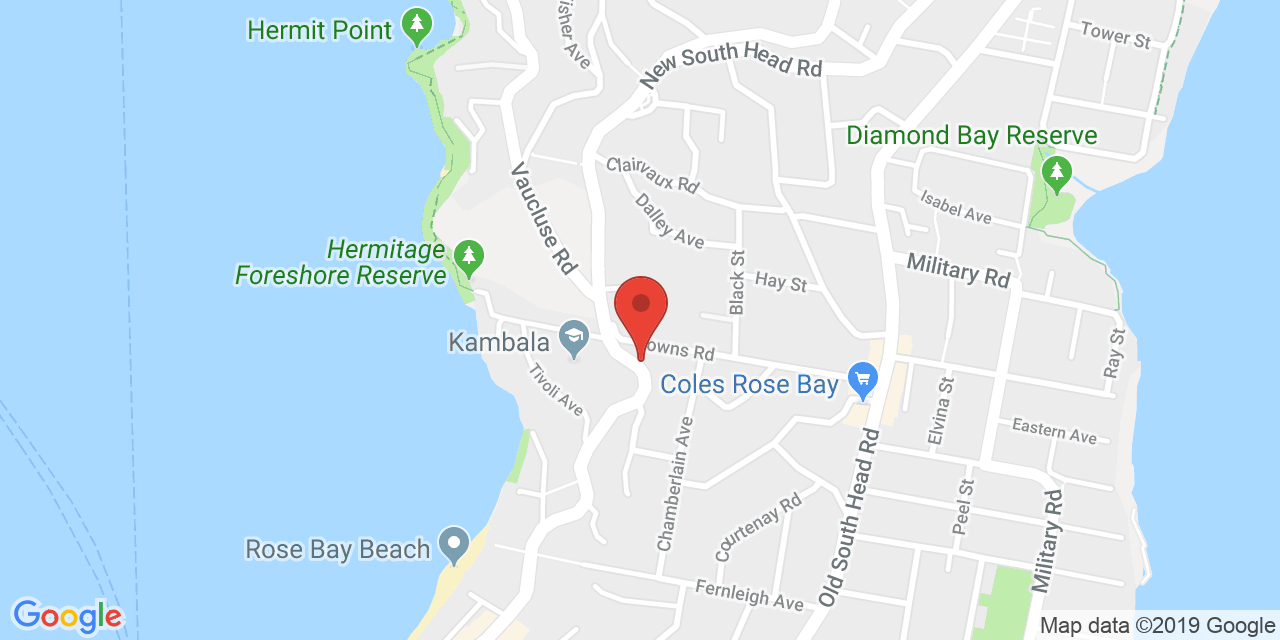 Hermit Point
Fisher Ave
New South Head Rd
Tower St
Diamond Bay Reserve
Clairvaux Rd
Vaucluse Rd
Isabel Ave
Dalley Ave
Hermitage
Foreshore Reserve
Military Rd
Hay St
Black St
Kambala
owns Rd
Ray St
Coles Rose Bay
Tivoli Ave
Elvina St
Eastern Ave
Chamberlain Ave
Old South Head Rd
Peel St
Courtenay Rd
Military Rd
Rose Bay Beach
Fernleigh Ave
Google
Map data ©2019 Google